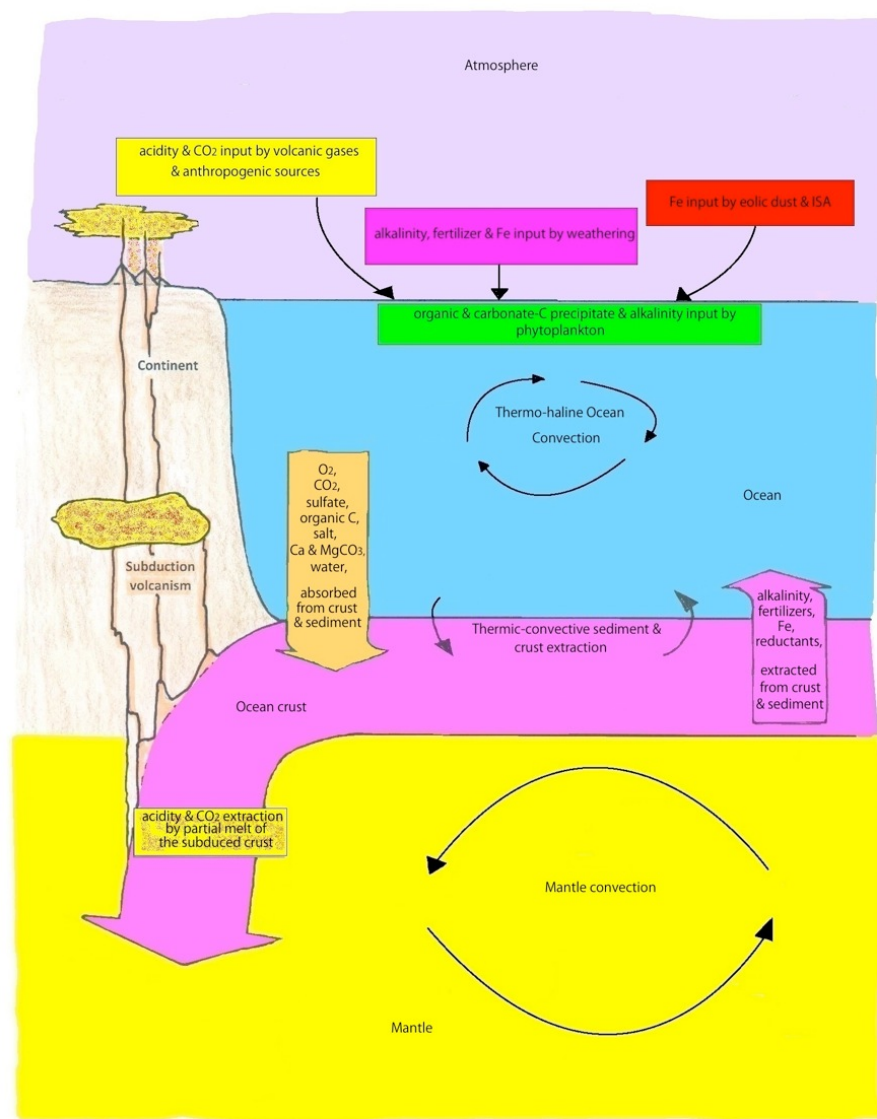 Atmosphere
acidity & CO2 input by volcanic gases
& anthropogenic sources
Fe input by eolic dust & ISA
alkalinity, fertilizer & Fe input by weathering
organic & carbonate-C precipitate & alkalinity input by
phytoplankton
Continent
Thermo-haline Ocean
Convection
O2,
CO2,
sulfate,
organic C,
salt,
Ca & MgCO3,
water,
absorbed
from crust
& sediment
Ocean
Subduction
volcanism
alkalinity,
fertilizers,
Fe,
reductants,
extracted
from crust
& sediment
Thermic-convective sediment &
crust extraction
Ocean crust
acidity & CO2 extraction
by partial melt of
the subduced crust
Mantle convection
Mantle